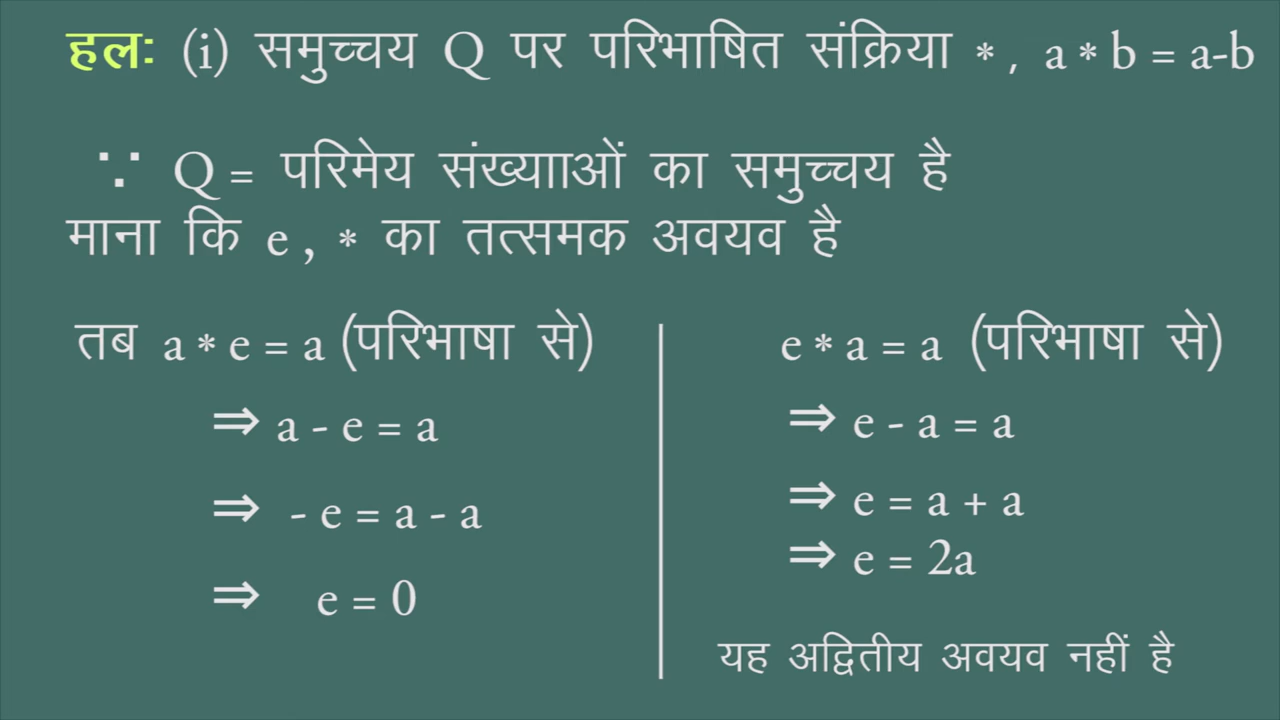 हलः (i) समुच्चय Q पर परिभाषित संक्रिया * , a * b = a-b
∵ Q = परिमेय संख्यााओं का समुच्चय है
माना कि e , * का तत्समक अवयव है
तब a * e = a (परिभाषा से)
⇒ a - e = a
⇒ - e = a - a
⇒ e = 0
e * a = a (परिभाषा से)
⇒ e - a = a
⇒ e = a + a
⇒ e = 2a
यह अद्वितीय अवयव नहीं है